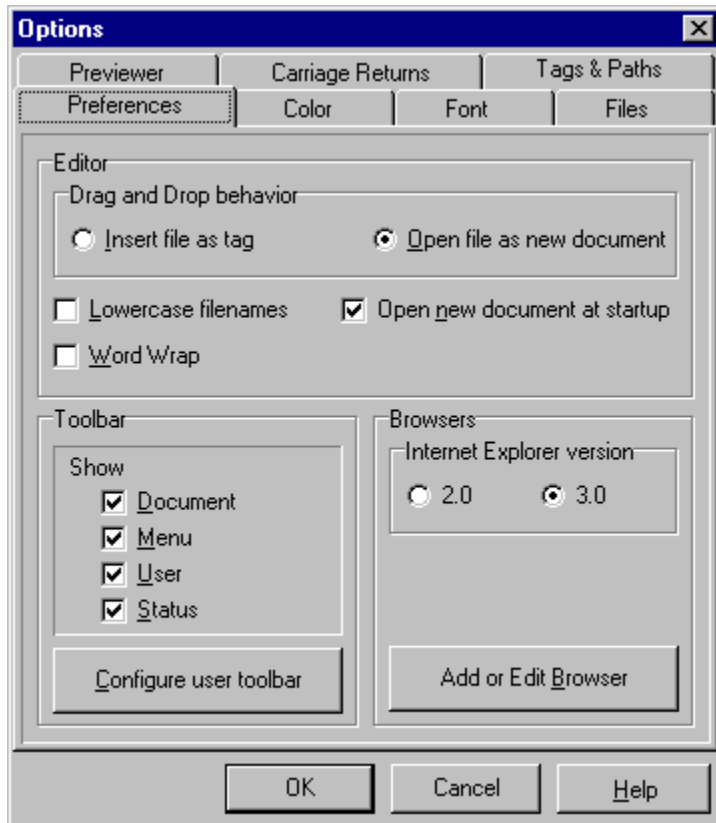 Options
Previewer Carriage Returns Tags & Paths
Preferences Color Font Files
Editor
Drag and Drop behavior
Insert file as tag Open file as new document
Lowercase filenames Open new document at startup
Word Wrap
Toolbar
Show
Document
Menu
User
Status
Configure user toolbar
Browsers
Internet Explorer version
2.0 3.0
Add or Edit Browser
OK Cancel Help